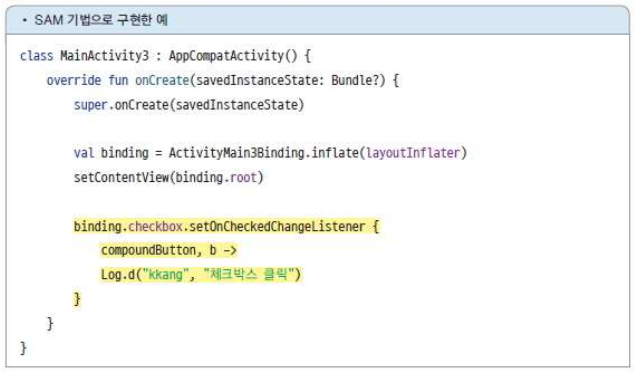 • SAM 기법으로 구현한 예
class MainActivity3 : AppCompatActivity() {
    override fun onCreate(savedInstanceState: Bundle?) {
        super.onCreate(savedInstanceState)
        val binding = ActivityMain3Binding.inflate(layoutInflater)
        setContentView(binding.root)
        binding.checkbox.setOnCheckedChangeListener {
            compoundButton, b ->
            Log.d("kkang", "체크박스 클릭")
        }
    }
}